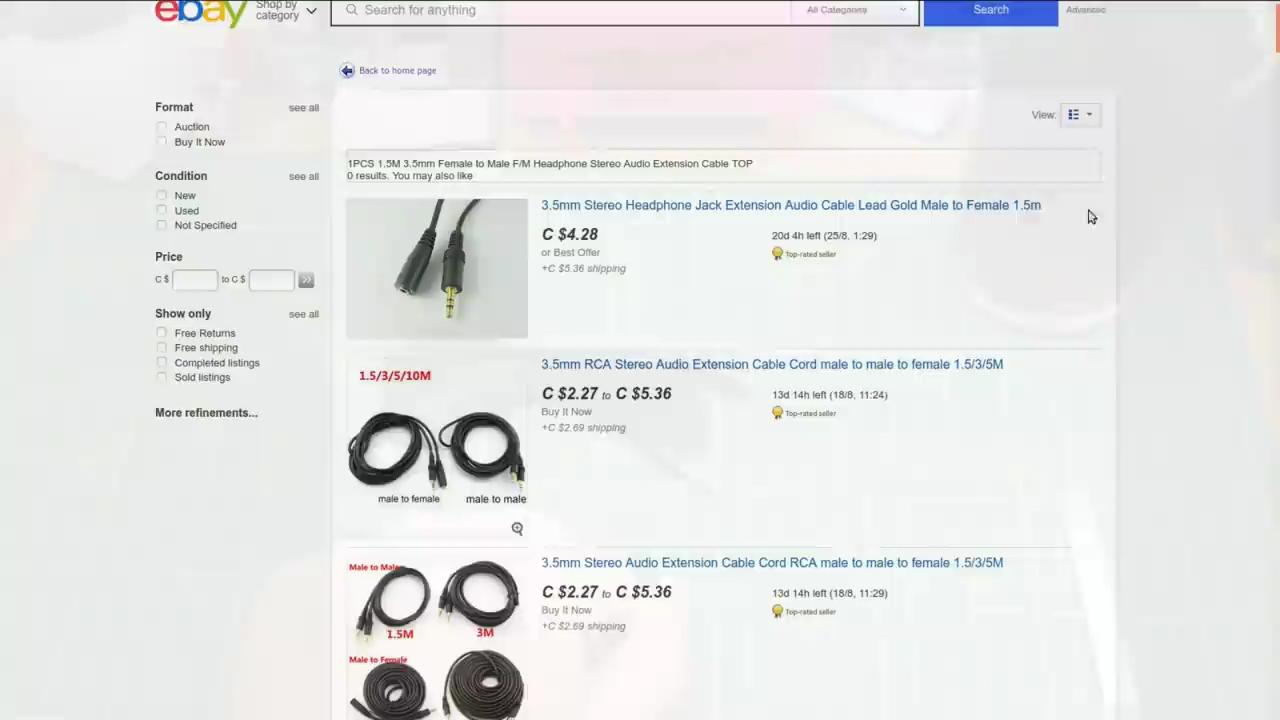 ebay
Shop by
category
Search for anything
All Categories
Search
Advanced
Back to home page
Format
see all
Auction
Buy It Now
Condition
see all
New
Used
Not Specified
Price
C $
to C $
Show only
see all
Free Returns
Free shipping
Completed listings
Sold listings
More refinements...
View:
1PCS 1.5M 3.5mm Female to Male F/M Headphone Stereo Audio Extension Cable TOP
0 results. You may also like
3.5mm Stereo Headphone Jack Extension Audio Cable Lead Gold Male to Female 1.5m
C $4.28
or Best Offer
+C $5.36 shipping
20d 4h left (25/8, 1:29)
Top-rated seller
1.5/3/5/10M
male to female
male to male
3.5mm RCA Stereo Audio Extension Cable Cord male to male to female 1.5/3/5M
C $2.27 to C $5.36
Buy It Now
+C $2.69 shipping
13d 14h left (18/8, 11:24)
Top-rated seller
Male to Male
1.5M
3M
Male to Female
3.5mm Stereo Audio Extension Cable Cord RCA male to male to female 1.5/3/5M
C $2.27 to C $5.36
Buy It Now
+C $2.69 shipping
13d 14h left (18/8, 11:29)
Top-rated seller